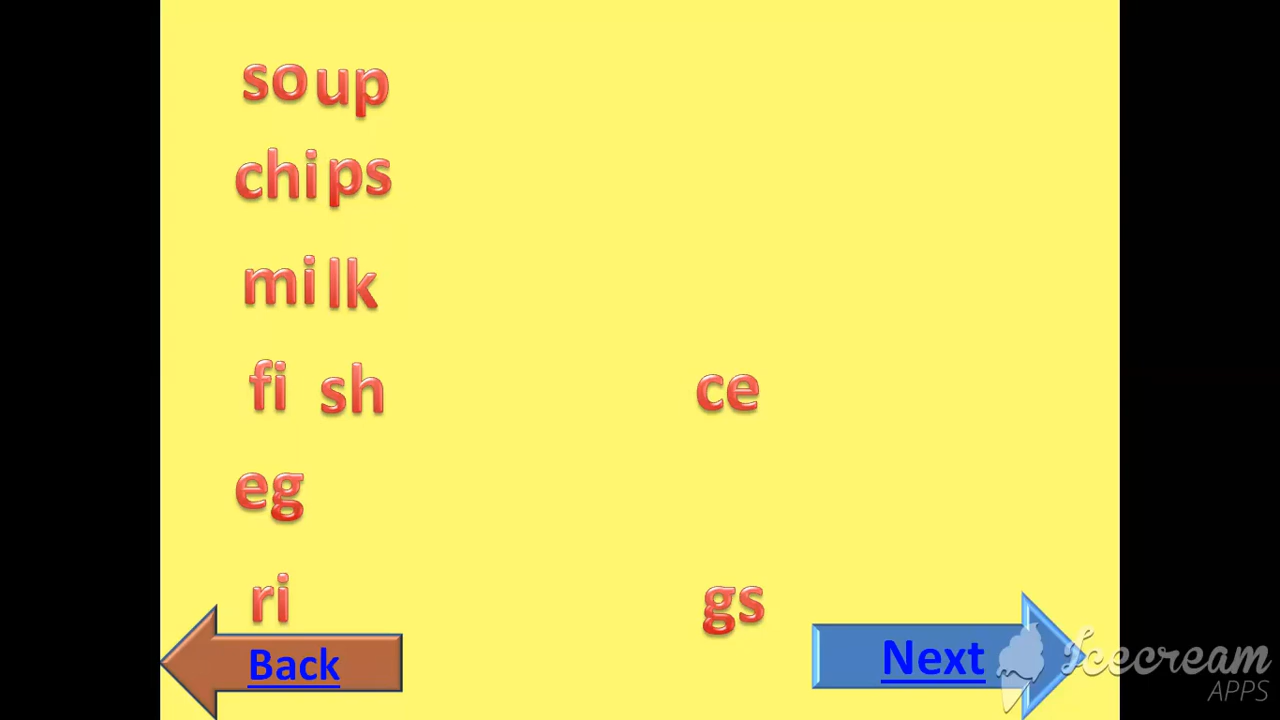 soup
chips
milk
fi sh ce
eg
ri gs
Back Next
Icecream
APPS